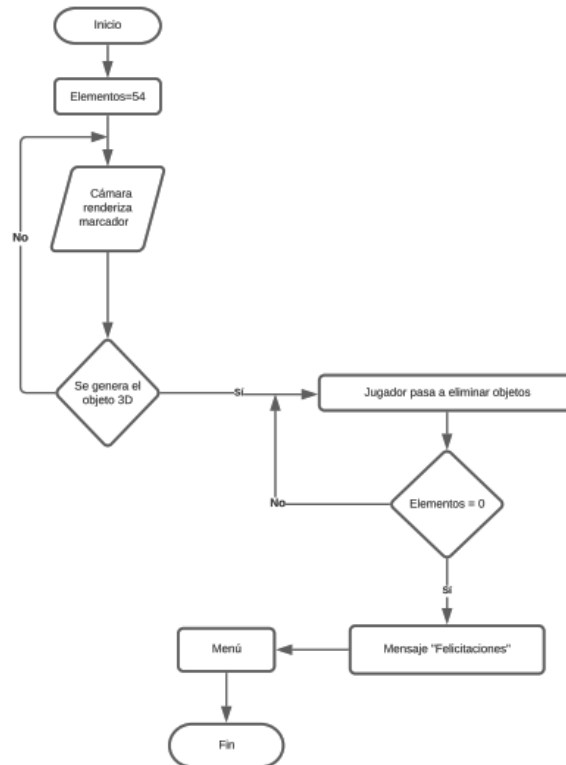 Inicio
Elementos=54
Cámara
renderiza
marcador
No
Se genera el
objeto 3D
Sí
Jugador pasa a eliminar objetos
No
Elementos = 0
Sí
Mensaje "Felicitaciones"
Menú
Fin